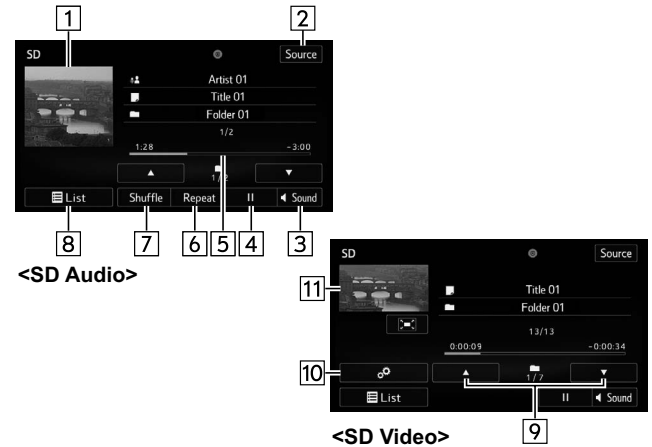 1
2
SD
Source
Artist 01
Title 01
Folder 01
1/2
1:28
-3:00
1/2
List
Shuffle
Repeat
Sound
8
7
6
5
4
3
<SD Audio>
SD
Source
11
Title 01
Folder 01
13/13
0:00:09
-0:00:34
10
1/7
List
Sound
9
<SD Video>